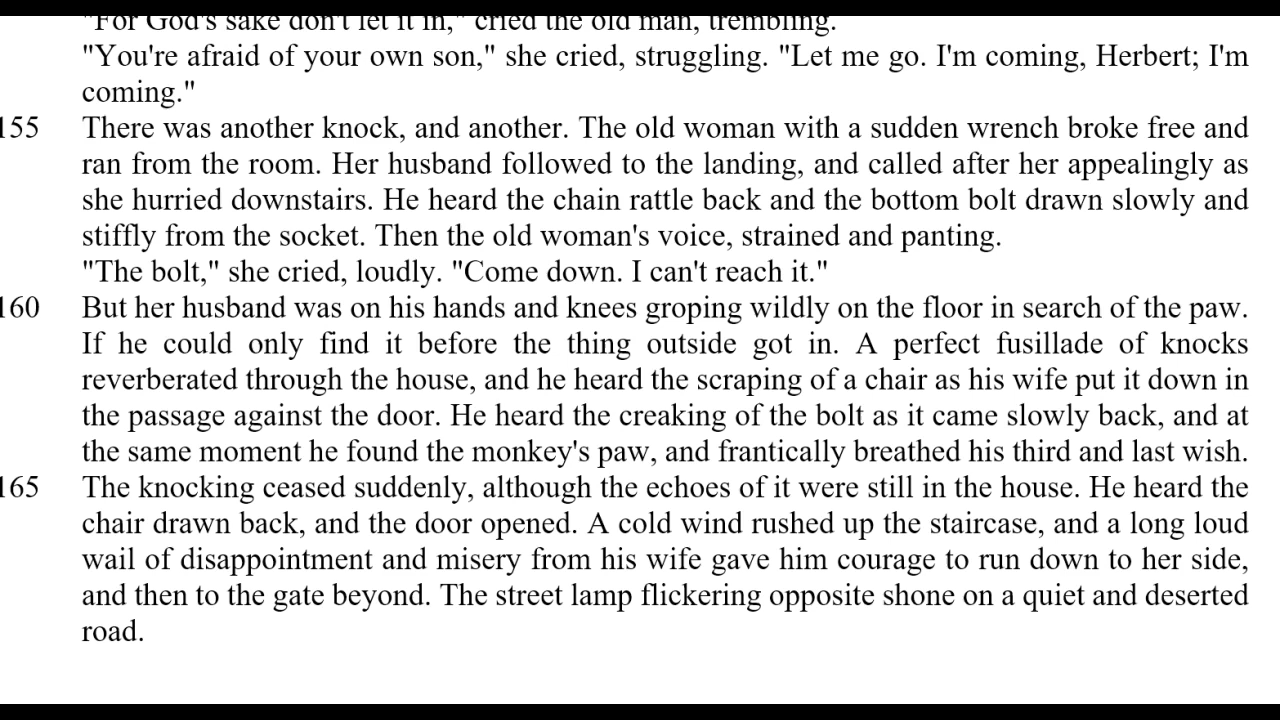 "For God's sake don't let it in," cried the old man, trembling.
"You're afraid of your own son," she cried, struggling. "Let me go. I'm coming, Herbert; I'm
coming."
155 There was another knock, and another. The old woman with a sudden wrench broke free and
ran from the room. Her husband followed to the landing, and called after her appealingly as
she hurried downstairs. He heard the chain rattle back and the bottom bolt drawn slowly and
stiffly from the socket. Then the old woman's voice, strained and panting.
"The bolt," she cried, loudly. "Come down. I can't reach it."
160 But her husband was on his hands and knees groping wildly on the floor in search of the paw.
If he could only find it before the thing outside got in. A perfect fusillade of knocks
reverberated through the house, and he heard the scraping of a chair as his wife put it down in
the passage against the door. He heard the creaking of the bolt as it came slowly back, and at
the same moment he found the monkey's paw, and frantically breathed his third and last wish.
165 The knocking ceased suddenly, although the echoes of it were still in the house. He heard the
chair drawn back, and the door opened. A cold wind rushed up the staircase, and a long loud
wail of disappointment and misery from his wife gave him courage to run down to her side,
and then to the gate beyond. The street lamp flickering opposite shone on a quiet and deserted
road.